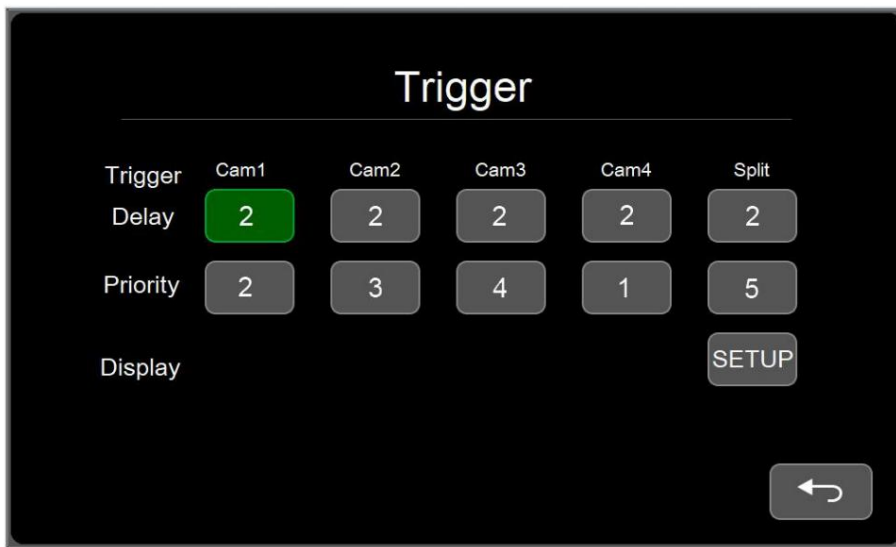 Trigger
Trigger Cam1 Cam2 Cam3 Cam4 Split
Delay 2 2 2 2 2
Priority 2 3 4 1 5
Display SETUP